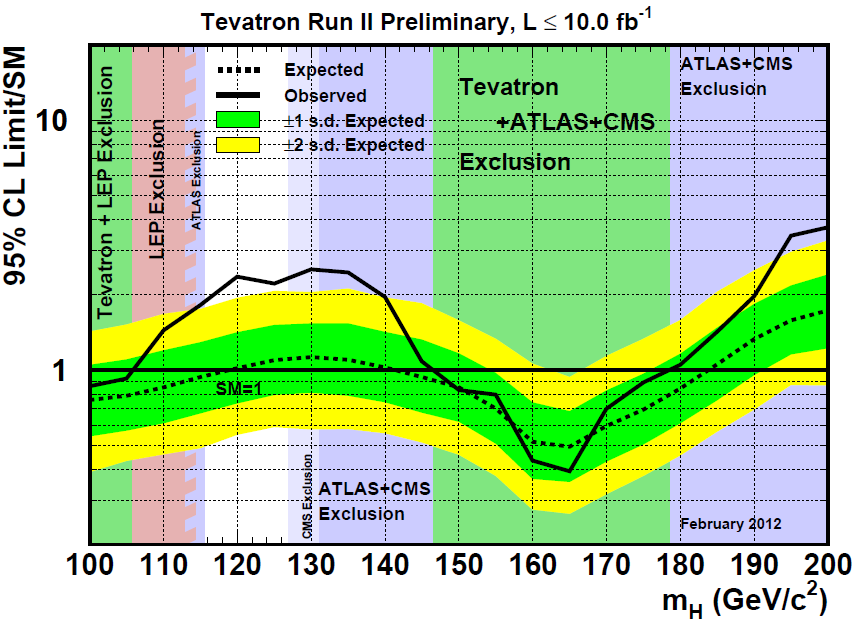 Tevatron Run II Preliminary, L ≤ 10.0 fb⁻¹
95% CL Limit/SM
10
1
Expected
Observed
±1 s.d. Expected
±2 s.d. Expected
Tevatron + LEP Exclusion
LEP Exclusion
ATLAS Exclusion
Tevatron
+ATLAS+CMS
Exclusion
ATLAS+CMS
Exclusion
SM=1
CMS Exclusion
ATLAS+CMS
Exclusion
February 2012
100 110 120 130 140 150 160 170 180 190 200
m_H (GeV/c²)